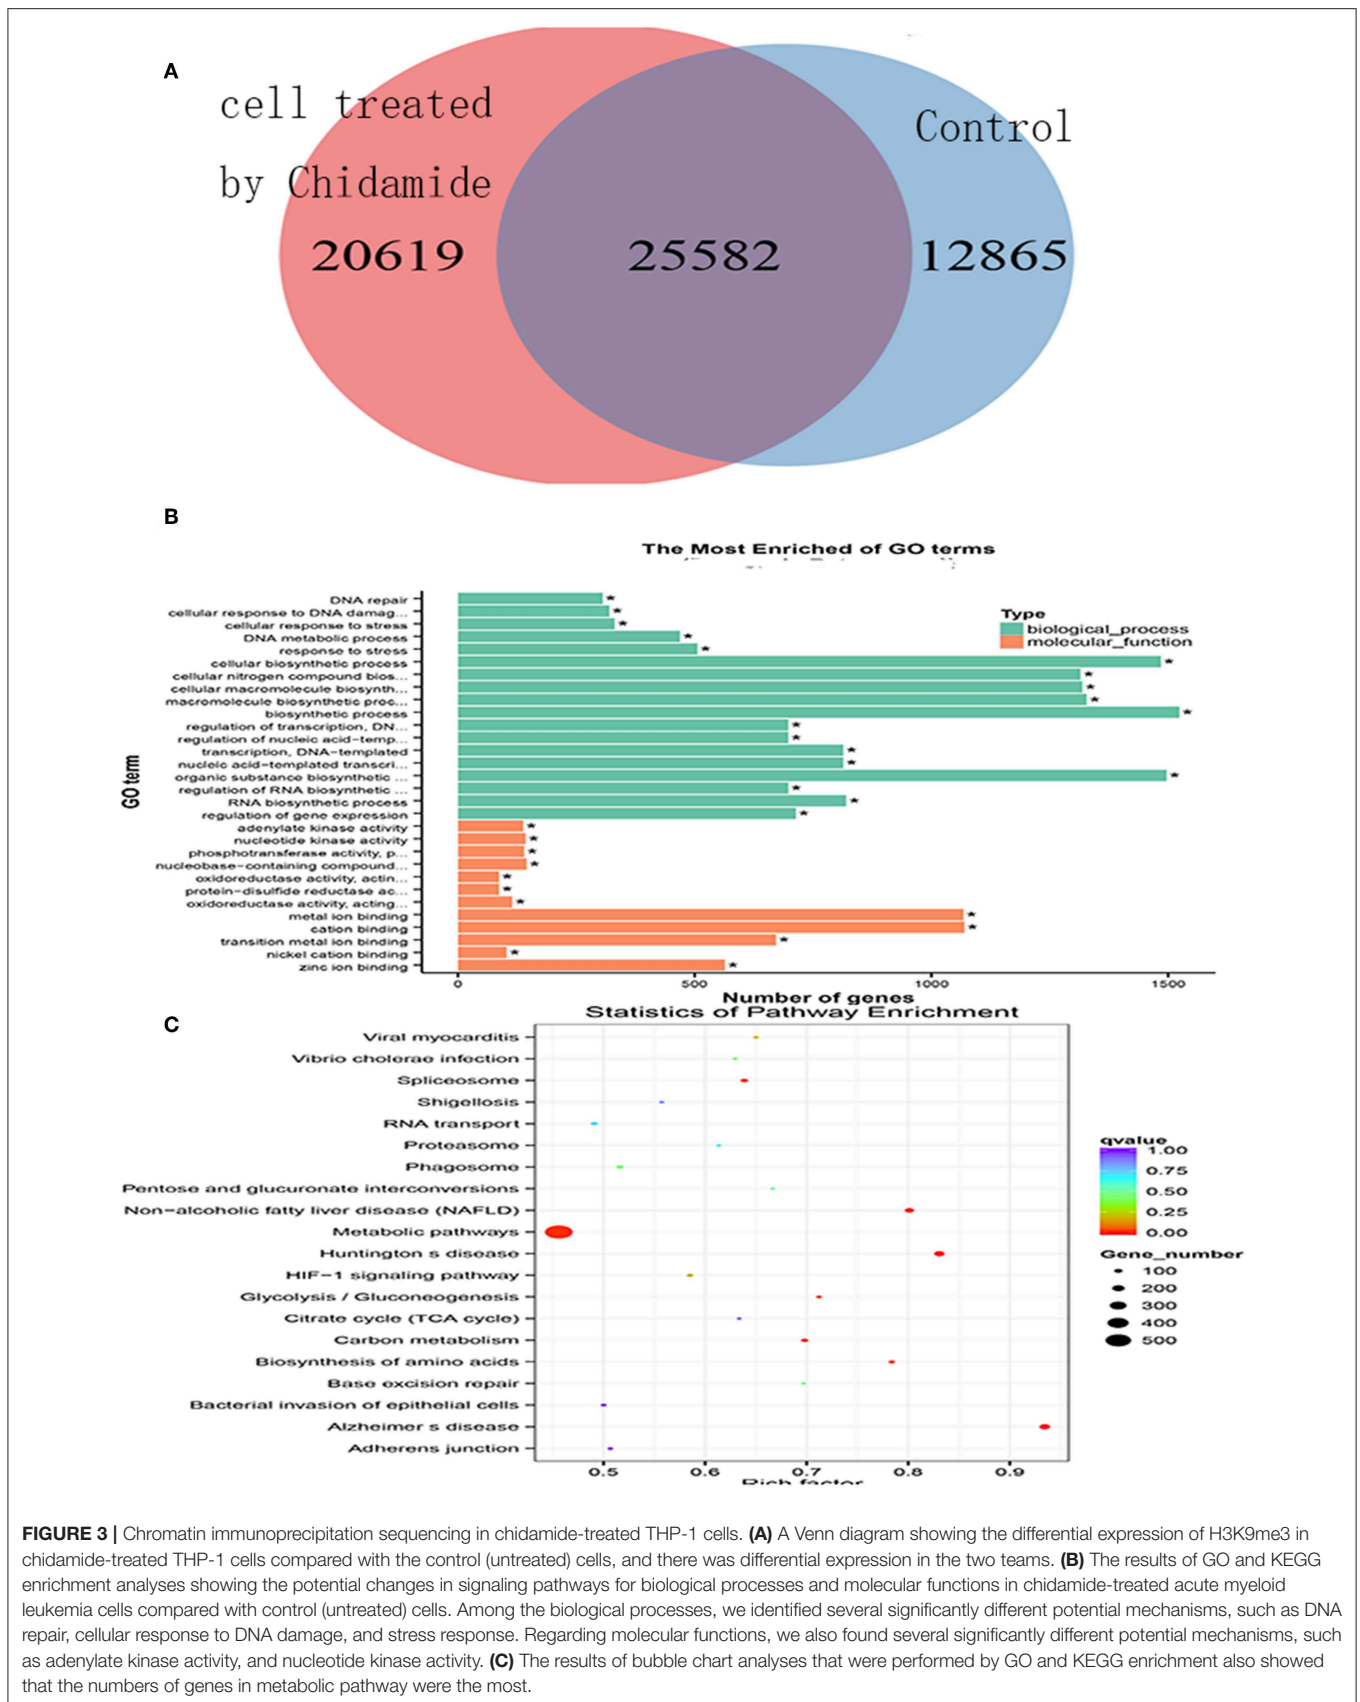 A
cell treated
by Chidamide
Control
20619
25582
12865
B
The Most Enriched of GO terms
DNA repair
cellular response to DNA damag...
cellular response to stress
DNA metabolic process
response to stress
cellular biosynthetic process
cellular nitrogen compound bios...
cellular macromolecule biosynth...
macromolecule biosynthetic proc...
biosynthetic process
regulation of transcription, DN...
regulation of nucleic acid-temp...
transcription, DNA-templated
nucleic acid-templated transcri...
organic substance biosynthetic ...
regulation of RNA biosynthetic ...
RNA biosynthetic process
regulation of gene expression
adenylate kinase activity
nucleotide kinase activity
phosphotransferase activity, p...
nucleobase-containing compound...
oxidoreductase activity, actin...
protein-disulfide reductase ac...
oxidoreductase activity, acting...
metal ion binding
cation binding
transition metal ion binding
nickel cation binding
zinc ion binding
GO term
Type
biological_process
molecular_function
0 500 1000 1500
Number of genes
C
Statistics of Pathway Enrichment
Viral myocarditis
Vibrio cholerae infection
Spliceosome
Shigellosis
RNA transport
Proteasome
Phagosome
Pentose and glucuronate interconversions
Non-alcoholic fatty liver disease (NAFLD)
Metabolic pathways
Huntington s disease
HIF-1 signaling pathway
Glycolysis / Gluconeogenesis
Citrate cycle (TCA cycle)
Carbon metabolism
Biosynthesis of amino acids
Base excision repair
Bacterial invasion of epithelial cells
Alzheimer s disease
Adherens junction
qvalue
1.00
0.75
0.50
0.25
0.00
Gene_number
100
200
300
400
500
0.5 0.6 0.7 0.8 0.9
Rich factor
FIGURE 3 | Chromatin immunoprecipitation sequencing in chidamide-treated THP-1 cells. (A) A Venn diagram showing the differential expression of H3K9me3 in
chidamide-treated THP-1 cells compared with the control (untreated) cells, and there was differential expression in the two teams. (B) The results of GO and KEGG
enrichment analyses showing the potential changes in signaling pathways for biological processes and molecular functions in chidamide-treated acute myeloid
leukemia cells compared with control (untreated) cells. Among the biological processes, we identified several significantly different potential mechanisms, such as DNA
repair, cellular response to DNA damage, and stress response. Regarding molecular functions, we also found several significantly different potential mechanisms, such
as adenylate kinase activity, and nucleotide kinase activity. (C) The results of bubble chart analyses that were performed by GO and KEGG enrichment also showed
that the numbers of genes in metabolic pathway were the most.